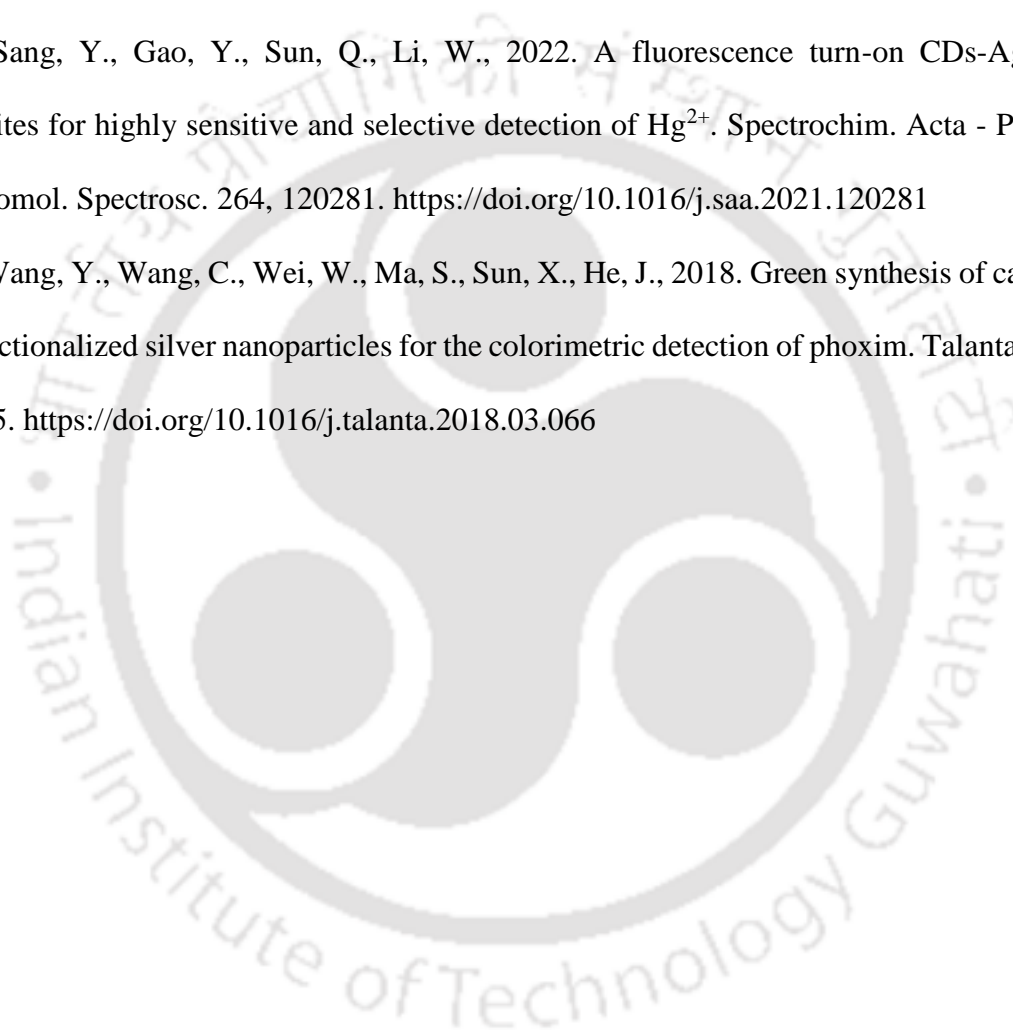 Sang, Y., Gao, Y., Sun, Q., Li, W., 2022. A fluorescence turn-on CDs-Ag
ites for highly sensitive and selective detection of Hg²⁺. Spectrochim. Acta - P
omol. Spectrosc. 264, 120281. https://doi.org/10.1016/j.saa.2021.120281
Wang, Y., Wang, C., Wei, W., Ma, S., Sun, X., He, J., 2018. Green synthesis of ca
ctionalized silver nanoparticles for the colorimetric detection of phoxim. Talanta
5. https://doi.org/10.1016/j.talanta.2018.03.066
Indian Institute of Technology Guwahati